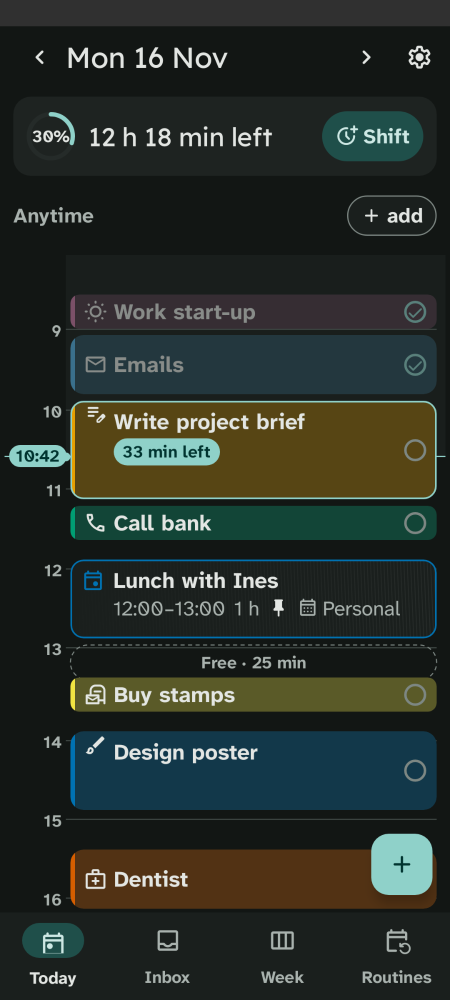 Mon 16 Nov
30%
12 h 18 min left
Shift
Anytime
+ add
Work start-up
9
Emails
10
Write project brief
33 min left
10:42
11
Call bank
12
Lunch with Ines
12:00–13:00 1 h Personal
13
Free · 25 min
Buy stamps
14
Design poster
15
Dentist
16
Today
Inbox
Week
Routines